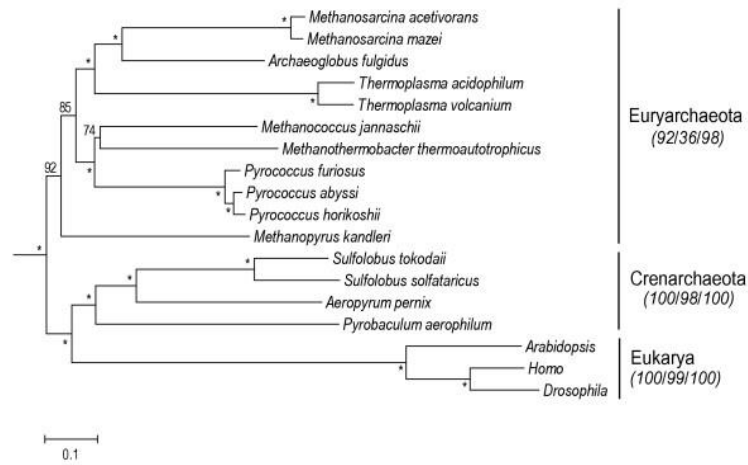 Methanosarcina acetivorans
*
Methanosarcina mazei
*
Archaeoglobus fulgidus
*
Thermoplasma acidophilum
*
Thermoplasma volcanium
85
Euryarchaeota
(92/36/98)
74
Methanococcus jannaschii
Methanothermobacter thermoautotrophicus
*
92
Pyrococcus furiosus
*
Pyrococcus abyssi
*
Pyrococcus horikoshii
Methanopyrus kandleri
*
Sulfolobus tokodaii
*
*
Sulfolobus solfataricus
Crenarchaeota
(100/98/100)
*
Aeropyrum pernix
Pyrobaculum aerophilum
*
Arabidopsis
Eukarya
(100/99/100)
*
Homo
*
Drosophila
0.1